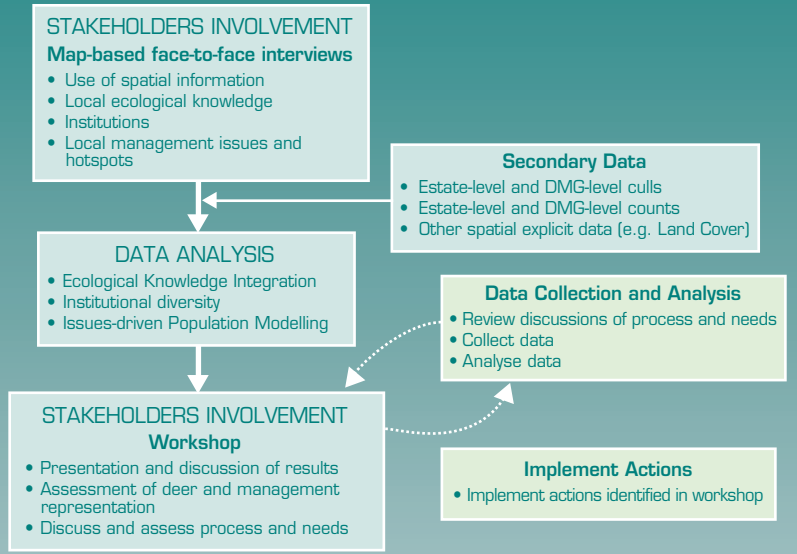 STAKEHOLDERS INVOLVEMENT
Map-based face-to-face interviews
• Use of spatial information
• Local ecological knowledge
• Institutions
• Local management issues and
hotspots
Secondary Data
• Estate-level and DMG-level culls
• Estate-level and DMG-level counts
• Other spatial explicit data (e.g. Land Cover)
DATA ANALYSIS
• Ecological Knowledge Integration
• Institutional diversity
• Issues-driven Population Modelling
Data Collection and Analysis
• Review discussions of process and needs
• Collect data
• Analyse data
STAKEHOLDERS INVOLVEMENT
Workshop
• Presentation and discussion of results
• Assessment of deer and management
representation
• Discuss and assess process and needs
Implement Actions
• Implement actions identified in workshop